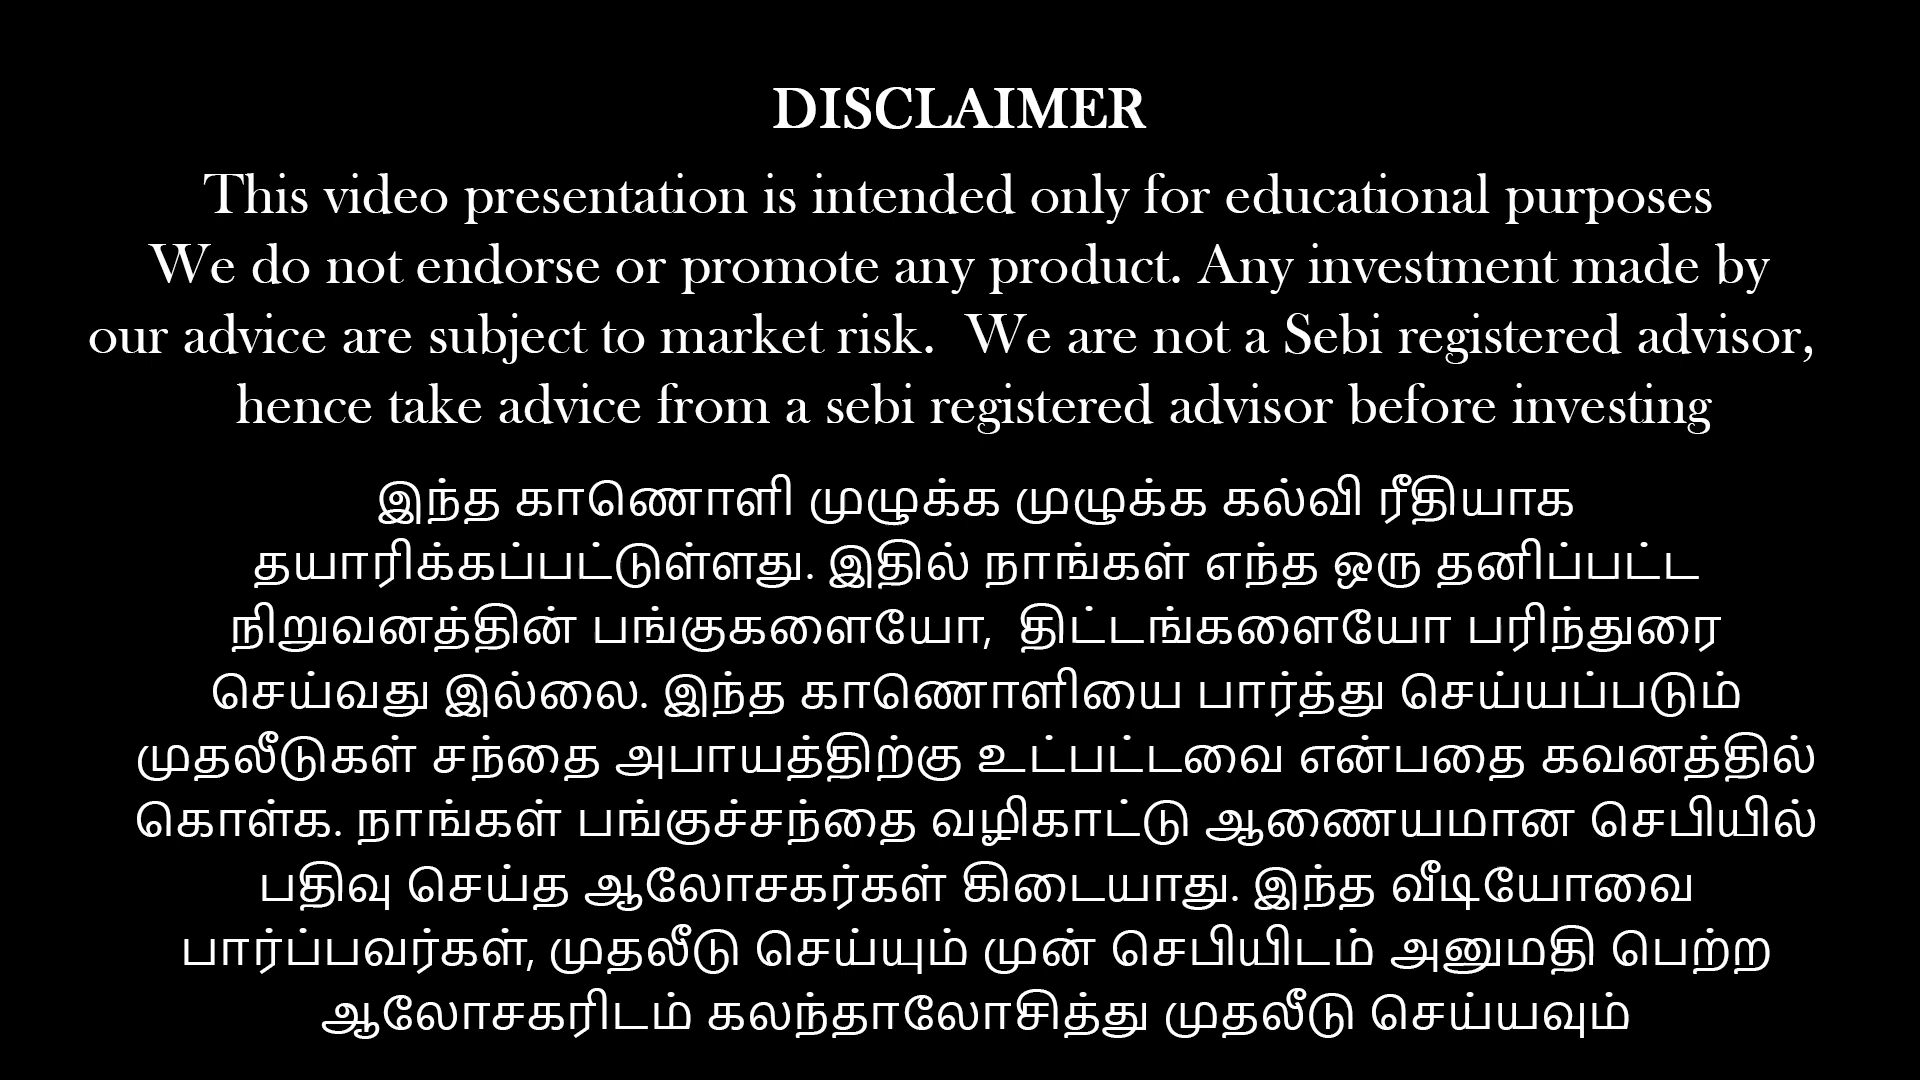 DISCLAIMER
This video presentation is intended only for educational purposes
We do not endorse or promote any product. Any investment made by
our advice are subject to market risk.  We are not a Sebi registered advisor,
hence take advice from a sebi registered advisor before investing
இந்த காணொளி முழுக்க முழுக்க கல்வி ரீதியாக
தயாரிக்கப்பட்டுள்ளது. இதில் நாங்கள் எந்த ஒரு தனிப்பட்ட
நிறுவனத்தின் பங்குகளையோ,  திட்டங்களையோ பரிந்துரை
செய்வது இல்லை. இந்த காணொளியை பார்த்து செய்யப்படும்
முதலீடுகள் சந்தை அபாயத்திற்கு உட்பட்டவை என்பதை கவனத்தில்
கொள்க. நாங்கள் பங்குச்சந்தை வழிகாட்டு ஆணையமான செபியில்
பதிவு செய்த ஆலோசகர்கள் கிடையாது. இந்த வீடியோவை
பார்ப்பவர்கள், முதலீடு செய்யும் முன் செபியிடம் அனுமதி பெற்ற
ஆலோசகரிடம் கலந்தாலோசித்து முதலீடு செய்யவும்